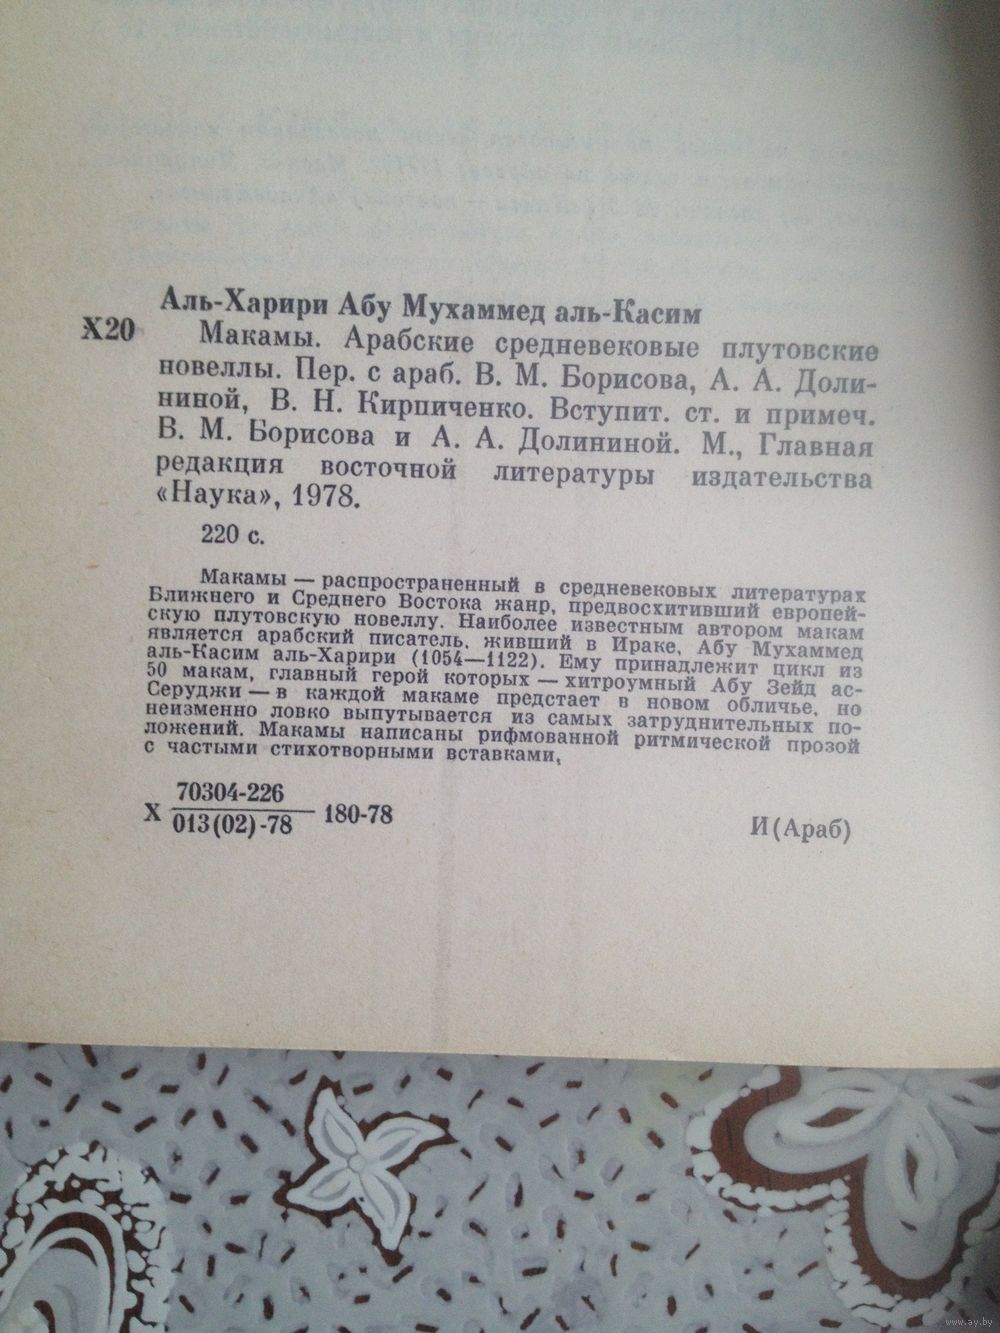 Аль-Харири Абу Мухаммед аль-Касим
Х20
Макамы. Арабские средневековые плутовские
новеллы. Пер. с араб. В. М. Борисова, А. А. Доли-
ниной, В. Н. Кирпиченко. Вступит. ст. и примеч.
В. М. Борисова и А. А. Долининой. М., Главная
редакция восточной литературы издательства
«Наука», 1978.
220 с.
Макамы — распространенный в средневековых литературах
Ближнего и Среднего Востока жанр, предвосхитивший европей-
скую плутовскую новеллу. Наиболее известным автором макам
является арабский писатель, живший в Ираке, Абу Мухаммед
аль-Касим аль-Харири (1054—1122). Ему принадлежит цикл из
50 макам, главный герой которых — хитроумный Абу Зейд ас-
Серуджи — в каждой макаме предстает в новом обличье, но
неизменно ловко выпутывается из самых затруднительных по-
ложений. Макамы написаны рифмованной ритмической прозой
с частыми стихотворными вставками.
70304-226
Х 013(02)-78 180-78
И(Араб)
www.ay.by